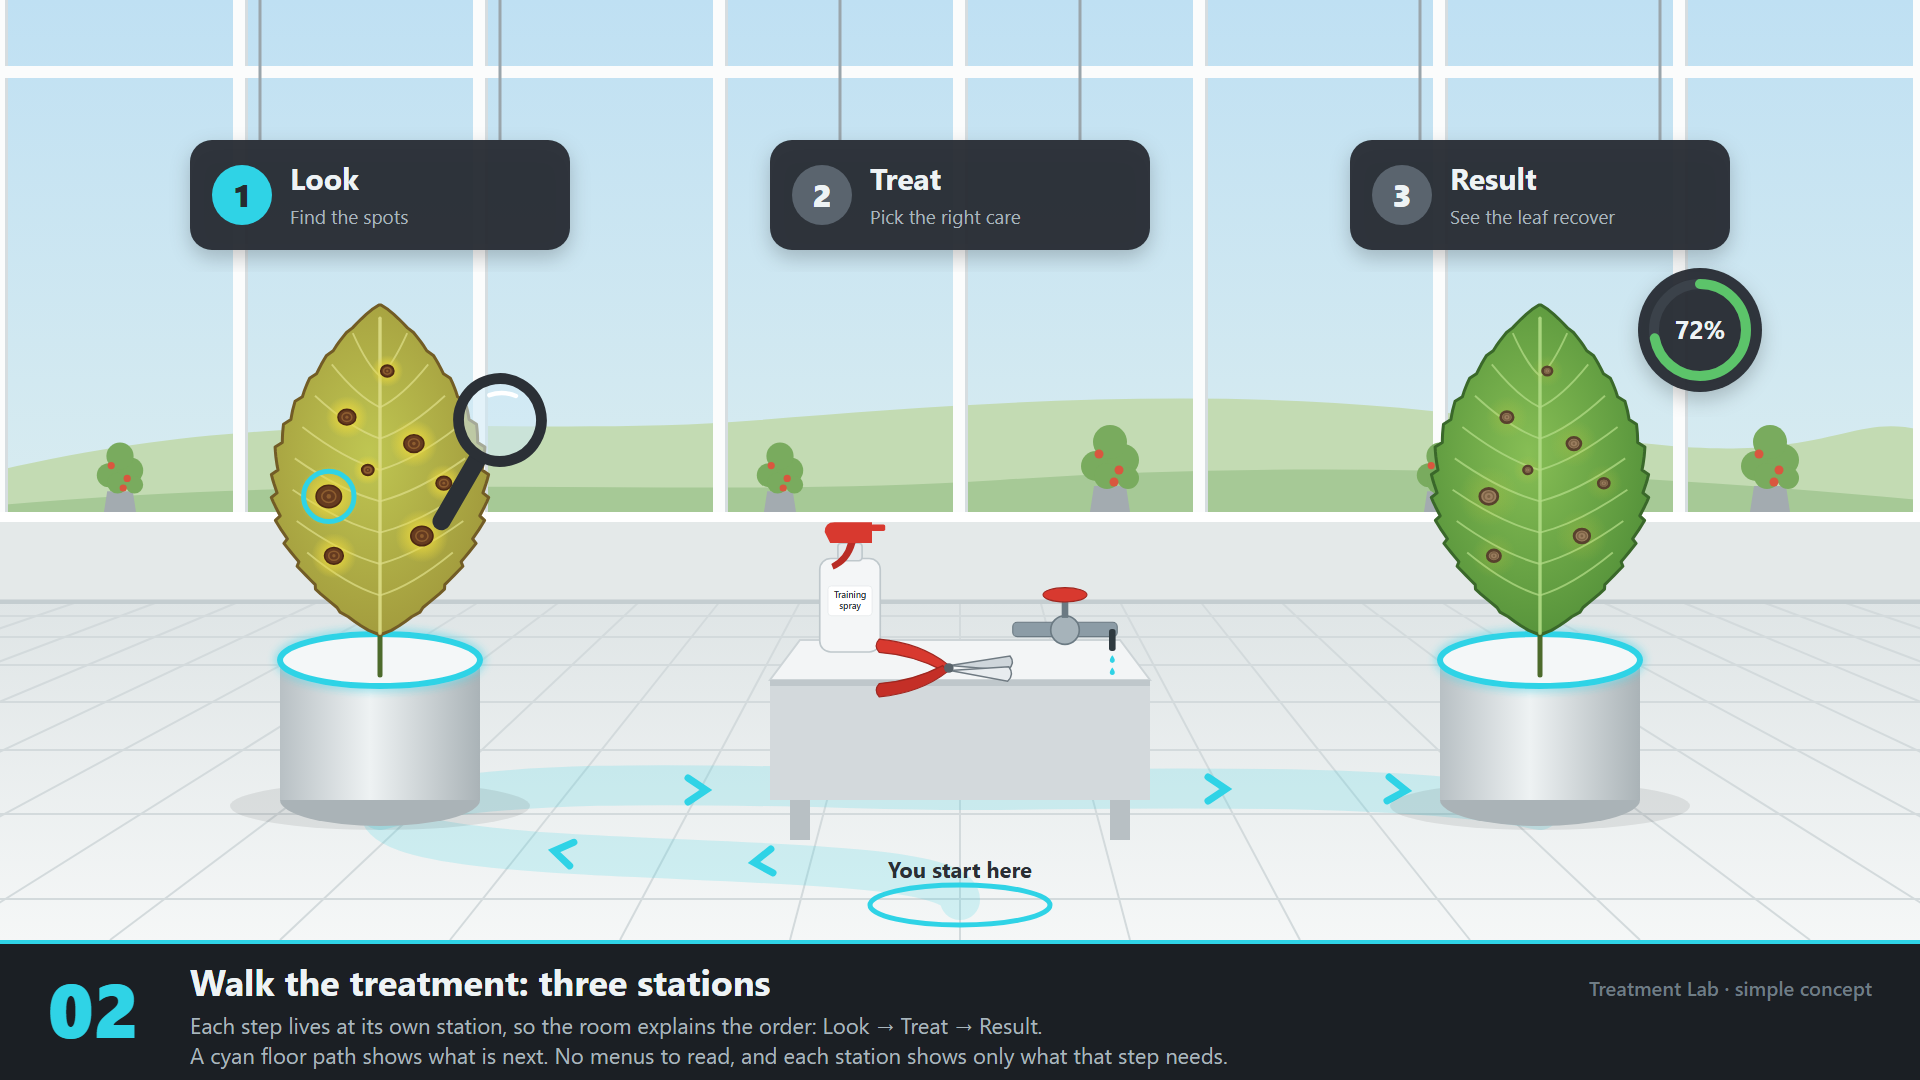 1
Look
Find the spots
2
Treat
Pick the right care
3
Result
See the leaf recover
72%
Training
spray
You start here
02
Walk the treatment: three stations
Each step lives at its own station, so the room explains the order: Look → Treat → Result.
A cyan floor path shows what is next. No menus to read, and each station shows only what that step needs.
Treatment Lab · simple concept